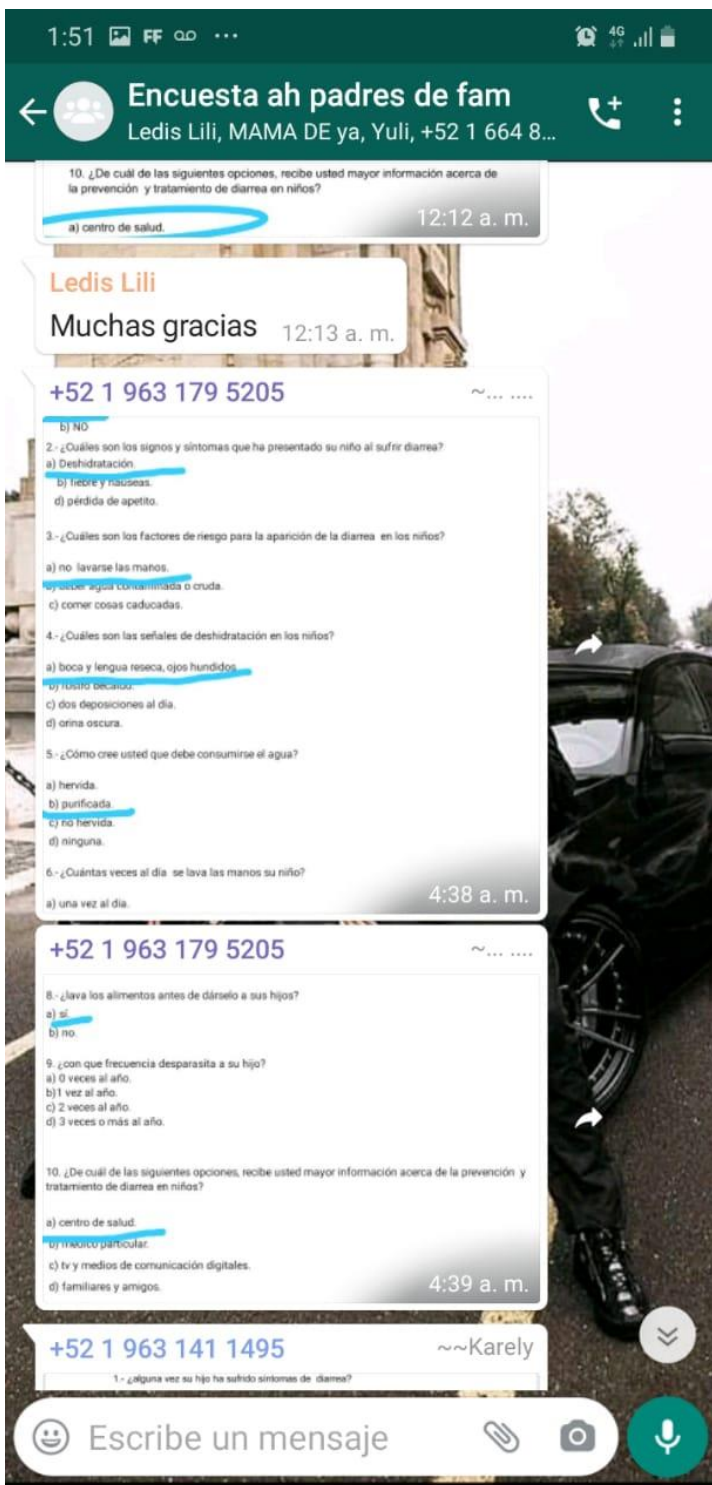 1:51 FF ...
4G
Encuesta ah padres de fam
Ledis Lili, MAMA DE ya, Yuli, +52 1 664 8...
10. ¿De cuál de las siguientes opciones, recibe usted mayor información acerca de
la prevención y tratamiento de diarrea en niños?
a) centro de salud.
12:12 a. m.
Ledis Lili
Muchas gracias 12:13 a. m.
+52 1 963 179 5205 ~... ....
b) NO
2.- ¿Cuáles son los signos y síntomas que ha presentado su niño al sufrir diarrea?
a) Deshidratación.
b) fiebre y náuseas.
d) pérdida de apetito.
3.- ¿Cuáles son los factores de riesgo para la aparición de la diarrea en los niños?
a) no lavarse las manos.
b) beber agua contaminada o cruda.
c) comer cosas caducadas.
4.- ¿Cuáles son las señales de deshidratación en los niños?
a) boca y lengua reseca, ojos hundidos.
b) rostro decaído.
c) dos deposiciones al día.
d) orina oscura.
5.- ¿Cómo cree usted que debe consumirse el agua?
a) hervida.
b) purificada.
c) no hervida.
d) ninguna.
6.- ¿Cuántas veces al día se lava las manos su niño?
a) una vez al día.
4:38 a. m.
+52 1 963 179 5205 ~... ....
8.- ¿lava los alimentos antes de dárselo a sus hijos?
a) sí.
b) no.
9. ¿con que frecuencia desparasita a su hijo?
a) 0 veces al año.
b)1 vez al año.
c) 2 veces al año.
d) 3 veces o más al año.
10. ¿De cuál de las siguientes opciones, recibe usted mayor información acerca de la prevención y
tratamiento de diarrea en niños?
a) centro de salud.
b) médico particular.
c) tv y medios de comunicación digitales.
d) familiares y amigos.
4:39 a. m.
+52 1 963 141 1495 ~~Karely
1.- ¿alguna vez su hijo ha sufrido síntomas de diarrea?
Escribe un mensaje